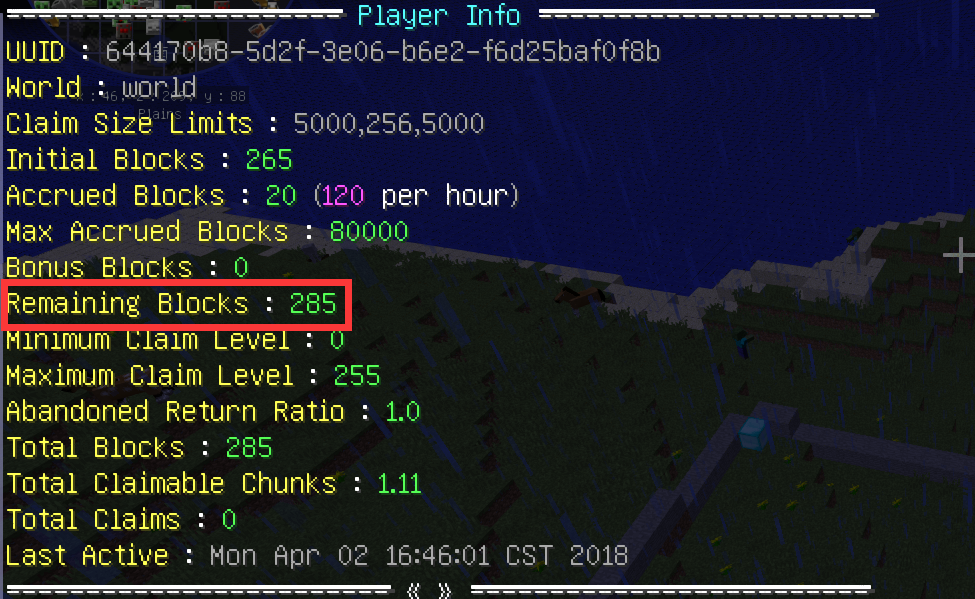 Player Info
UUID : 644170b8-5d2f-3e06-b6e2-f6d25baf0f8b
World : world
Plains
Claim Size Limits : 5000,256,5000
Initial Blocks : 265
Accrued Blocks : 20 (120 per hour)
Max Accrued Blocks : 80000
Bonus Blocks : 0
Remaining Blocks : 285
Minimum Claim Level : 0
Maximum Claim Level : 255
Abandoned Return Ratio : 1.0
Total Blocks : 285
Total Claimable Chunks : 1.11
Total Claims : 0
Last Active : Mon Apr 02 16:46:01 CST 2018
« »